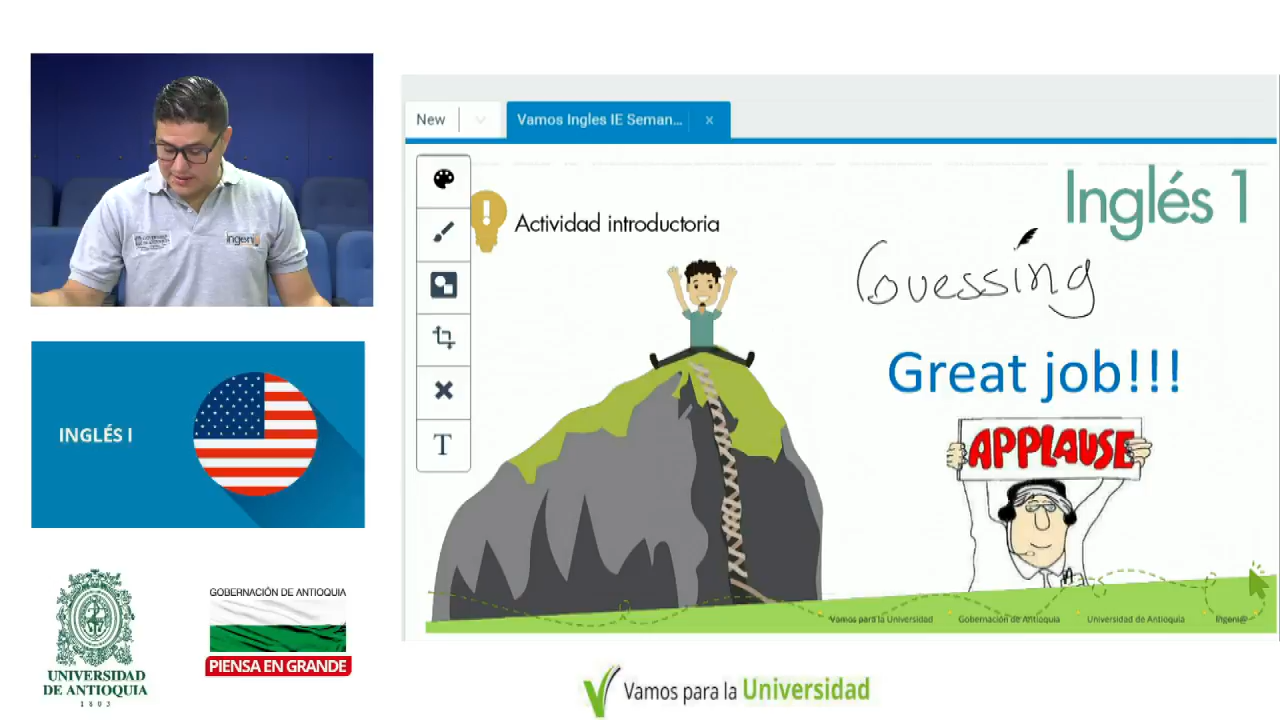 New
Vamos Ingles IE Seman...
Inglés 1
Actividad introductoria
Guessing
Great job!!!
APPLAUSE
Vamos para la Universidad
Gobernación de Antioquia
Universidad de Antioquia
Ingeni@
T
INGLÉS I
UNIVERSIDAD
DE ANTIOQUIA
1803
GOBERNACIÓN DE ANTIOQUIA
PIENSA EN GRANDE
Vamos para la Universidad